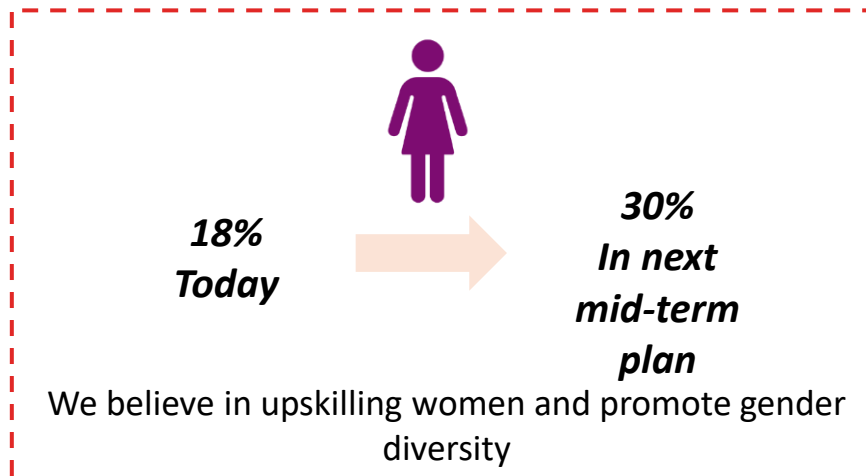 18%
Today
30%
In next
mid-term
plan
We believe in upskilling women and promote gender
diversity